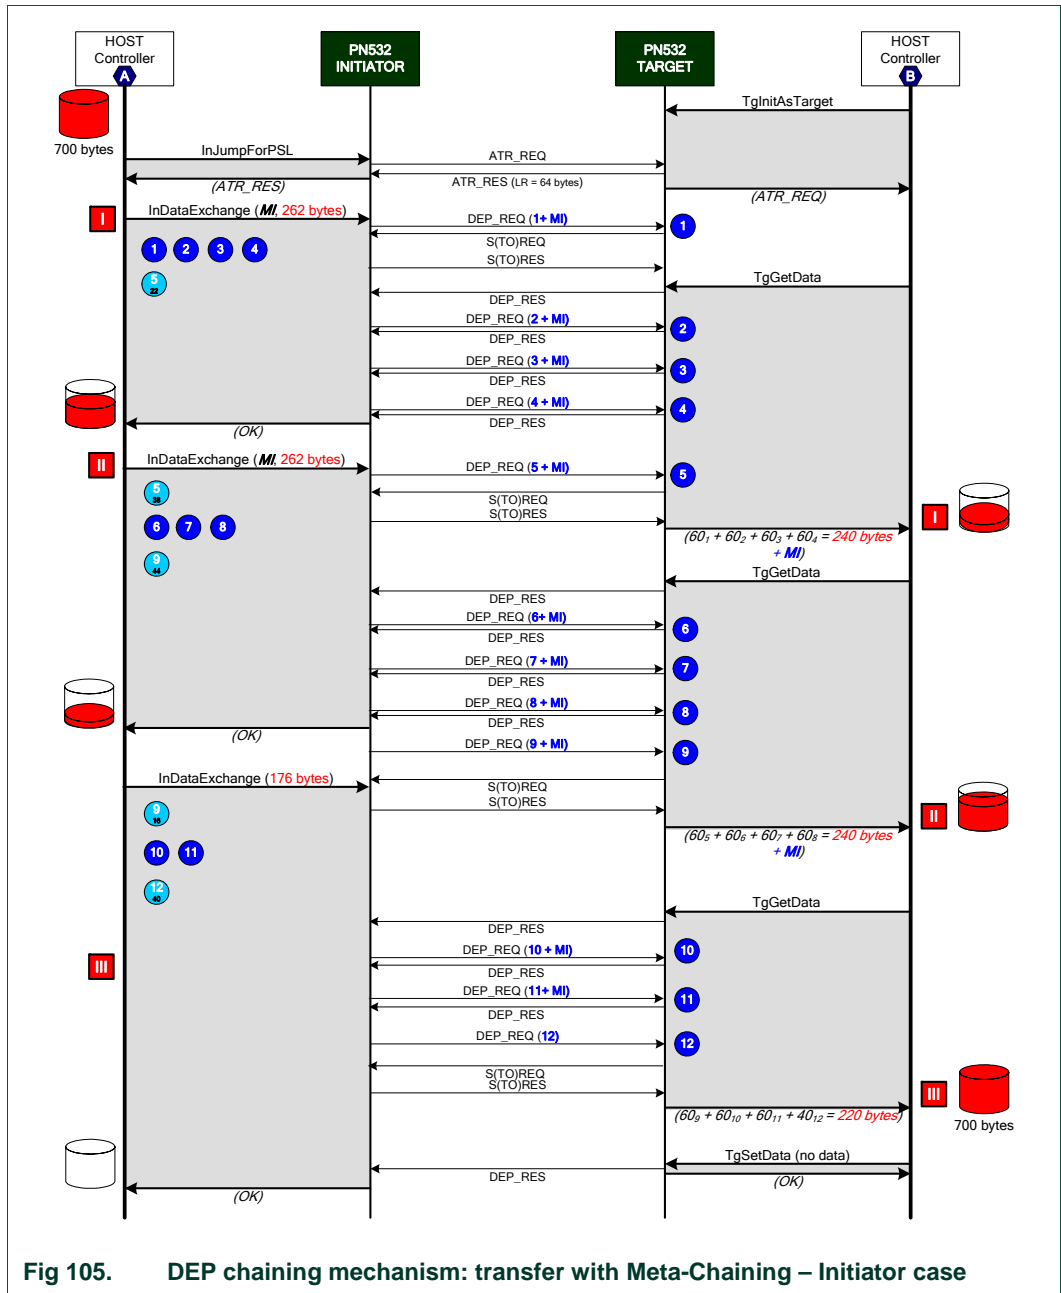 HOST
Controller
A
PN532
INITIATOR
PN532
TARGET
HOST
Controller
B
TgInitAsTarget
700 bytes
InJumpForPSL
ATR_REQ
(ATR_RES)
ATR_RES (LR = 64 bytes)
(ATR_REQ)
I
InDataExchange (MI, 262 bytes)
DEP_REQ (1+ MI)
1
S(TO)REQ
1 2 3 4
S(TO)RES
5
22
TgGetData
DEP_RES
DEP_REQ (2 + MI)
2
DEP_RES
DEP_REQ (3 + MI)
3
DEP_RES
DEP_REQ (4 + MI)
4
DEP_RES
(OK)
II
InDataExchange (MI, 262 bytes)
DEP_REQ (5 + MI)
5
5
38
S(TO)REQ
S(TO)RES
6 7 8
I
(60₁ + 60₂ + 60₃ + 60₄ = 240 bytes
+ MI)
9
44
TgGetData
DEP_RES
DEP_REQ (6+ MI)
6
DEP_RES
DEP_REQ (7 + MI)
7
DEP_RES
DEP_REQ (8 + MI)
8
DEP_RES
(OK)
DEP_REQ (9 + MI)
9
InDataExchange (176 bytes)
S(TO)REQ
S(TO)RES
9
16
II
(60₅ + 60₆ + 60₇ + 60₈ = 240 bytes
+ MI)
10 11
12
40
TgGetData
DEP_RES
DEP_REQ (10 + MI)
10
III
DEP_RES
DEP_REQ (11+ MI)
11
DEP_RES
DEP_REQ (12)
12
S(TO)REQ
S(TO)RES
III
(60₉ + 60₁₀ + 60₁₁ + 40₁₂ = 220 bytes)
700 bytes
TgSetData (no data)
DEP_RES
(OK)
(OK)
Fig 105. DEP chaining mechanism: transfer with Meta-Chaining – Initiator case